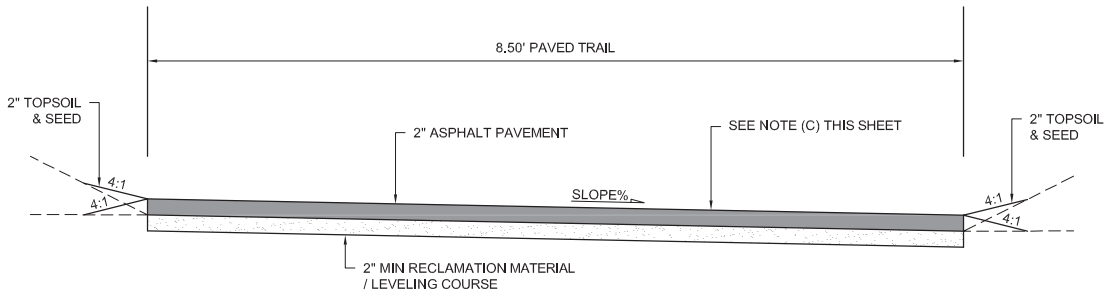 8.50' PAVED TRAIL
2" TOPSOIL
& SEED
2" ASPHALT PAVEMENT
SEE NOTE (C) THIS SHEET
2" TOPSOIL
& SEED
4:1
4:1
SLOPE%
4:1
4:1
2" MIN RECLAMATION MATERIAL
/ LEVELING COURSE